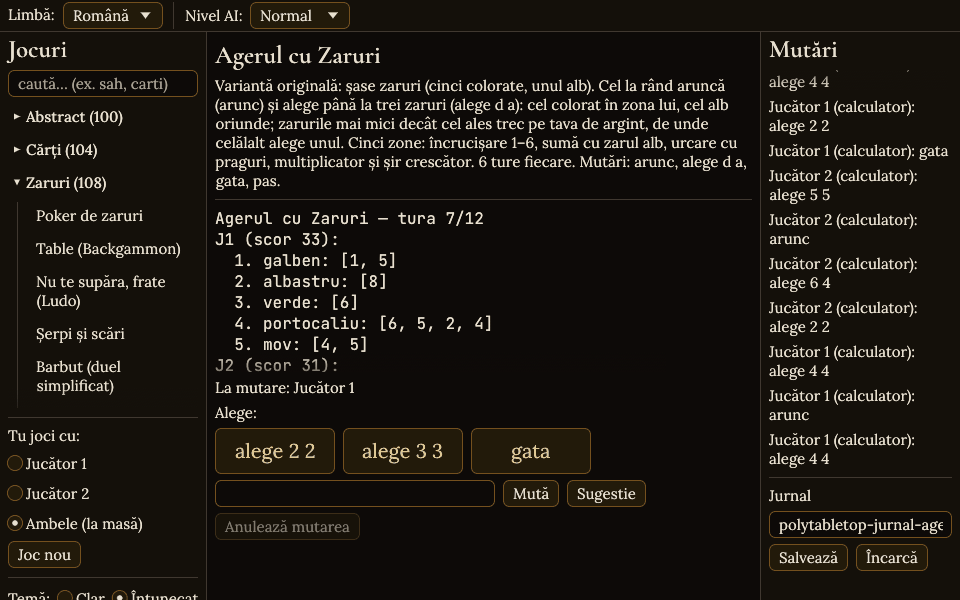 Limbă: Română ▼ Nivel AI: Normal ▼
Jocuri
caută... (ex. sah, carti)
▸ Abstract (100)
▸ Cărți (104)
▾ Zaruri (108)
Poker de zaruri
Table (Backgammon)
Nu te supăra, frate
(Ludo)
Șerpi și scări
Barbut (duel
simplificat)
Tu joci cu:
Jucător 1
Jucător 2
Ambele (la masă)
Joc nou
Temă: Clar Întunecat
Agerul cu Zaruri
Variantă originală: șase zaruri (cinci colorate, unul alb). Cel la rând aruncă
(arunc) și alege până la trei zaruri (alege d a): cel colorat în zona lui, cel alb
oriunde; zarurile mai mici decât cel ales trec pe tava de argint, de unde
celălalt alege unul. Cinci zone: încrucișare 1–6, sumă cu zarul alb, urcare cu
praguri, multiplicator și șir crescător. 6 ture fiecare. Mutări: arunc, alege d a,
gata, pas.
Agerul cu Zaruri — tura 7/12
J1 (scor 33):
1. galben: [1, 5]
2. albastru: [8]
3. verde: [6]
4. portocaliu: [6, 5, 2, 4]
5. mov: [4, 5]
J2 (scor 31):
La mutare: Jucător 1
Alege:
alege 2 2
alege 3 3
gata
Mută
Sugestie
Anulează mutarea
Mutări
alege 4 4
Jucător 1 (calculator):
alege 2 2
Jucător 1 (calculator): gata
Jucător 2 (calculator):
alege 5 5
Jucător 2 (calculator):
arunc
Jucător 2 (calculator):
alege 6 4
Jucător 2 (calculator):
alege 2 2
Jucător 1 (calculator):
alege 4 4
Jucător 1 (calculator):
arunc
Jucător 1 (calculator):
alege 4 4
Jurnal
polytabletop-jurnal-age
Salvează
Încarcă